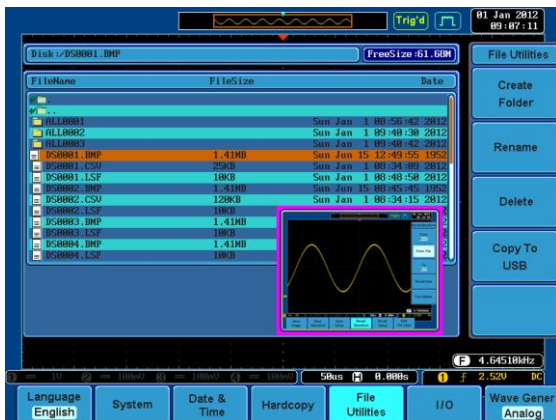 Trig'd
01 Jan 2012
09:07:11
Disk:/DS0001.BMP
FreeSize:61.68M
File Utilities
FileName FileSize Date
..
ALL0001 Sun Jan 1 08:56:42 2012
ALL0002 Sun Jan 1 09:40:30 2012
ALL0003 Sun Jan 1 09:40:42 2012
DS0001.BMP 1.41MB Sun Jun 15 12:49:55 1952
DS0001.CSV 25KB Sun Jan 1 08:34:09 2012
DS0001.LSF 10KB Sun Jan 1 08:48:50 2012
DS0002.BMP 1.41MB Sun Jun 15 08:45:45 1952
DS0002.CSV 120KB Sun Jan 1 08:34:15 2012
DS0002.LSF 10KB
DS0003.BMP 1.41MB
DS0003.LSF 10KB
DS0004.BMP 1.41MB
DS0004.LSF 10KB
Create
Folder
Rename
Delete
Copy To
USB
F 4.64510kHz
1 = 1V 2 = 100mV 3 = 100mV 4 = 100mV 50us H 0.000s 1 f 2.52V DC
Language
English
System
Date &
Time
Hardcopy
File
Utilities
I/O
Wave Gener
Analog